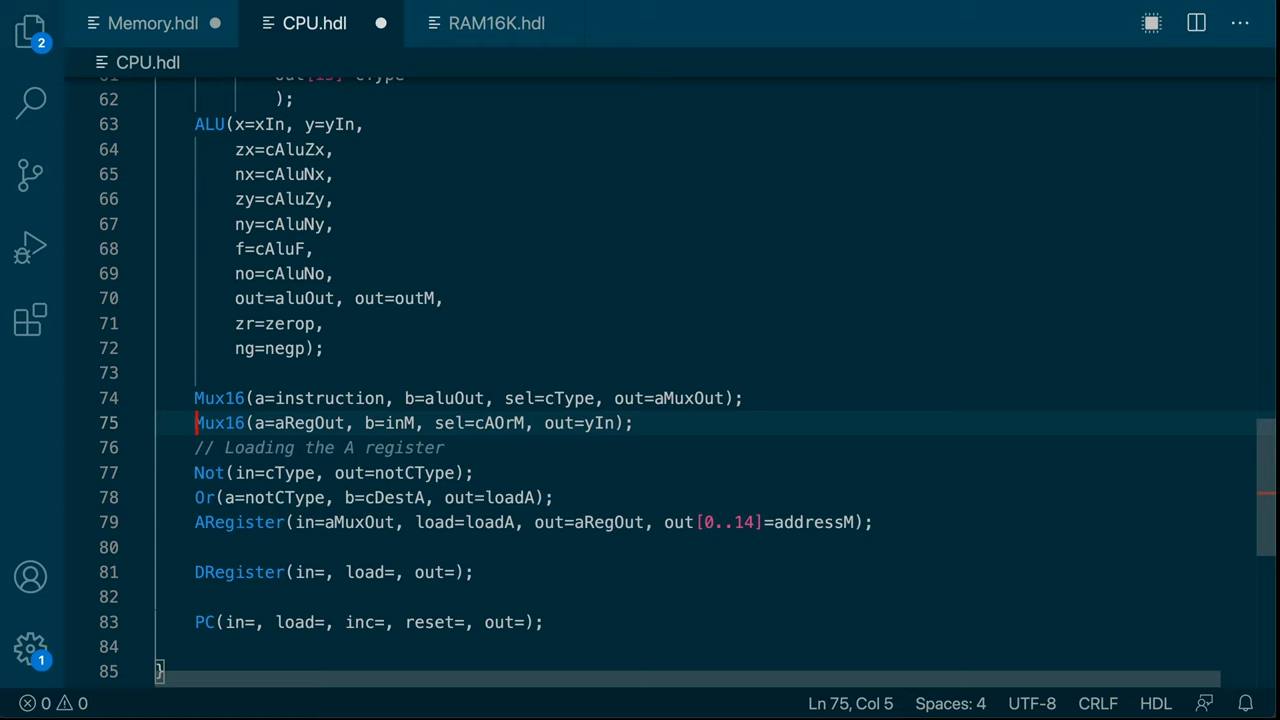 Memory.hdl
CPU.hdl
RAM16K.hdl
2
CPU.hdl
62 );
63 ALU(x=xIn, y=yIn,
64 zx=cAluZx,
65 nx=cAluNx,
66 zy=cAluZy,
67 ny=cAluNy,
68 f=cAluF,
69 no=cAluNo,
70 out=aluOut, out=outM,
71 zr=zerop,
72 ng=negp);
73
74 Mux16(a=instruction, b=aluOut, sel=cType, out=aMuxOut);
75 Mux16(a=aRegOut, b=inM, sel=cAOrM, out=yIn);
76 // Loading the A register
77 Not(in=cType, out=notCType);
78 Or(a=notCType, b=cDestA, out=loadA);
79 ARegister(in=aMuxOut, load=loadA, out=aRegOut, out[0..14]=addressM);
80
81 DRegister(in=, load=, out=);
82
83 PC(in=, load=, inc=, reset=, out=);
84
85 }
1
0 0 Ln 75, Col 5 Spaces: 4 UTF-8 CRLF HDL